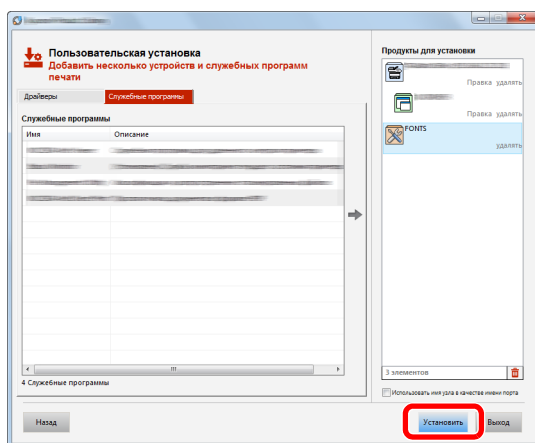 Пользовательская установка
Добавить несколько устройств и служебных программ
печати
Драйверы
Служебные программы
Служебные программы
Имя
Описание
4 Служебные программы
Продукты для установки
Правка удалять
Правка удалять
FONTS
удалять
3 элементов
Использовать имя узла в качестве имени порта
Назад
Установить
Выход